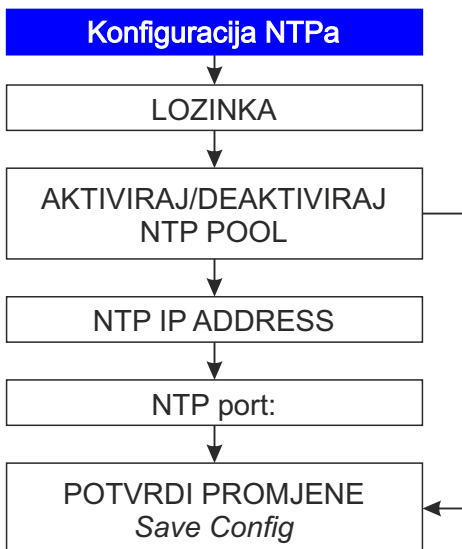 Konfiguracija NTPa
LOZINKA
AKTIVIRAJ/DEAKTIVIRAJ
NTP POOL
NTP IP ADDRESS
NTP port:
POTVRDI PROMJENE
Save Config